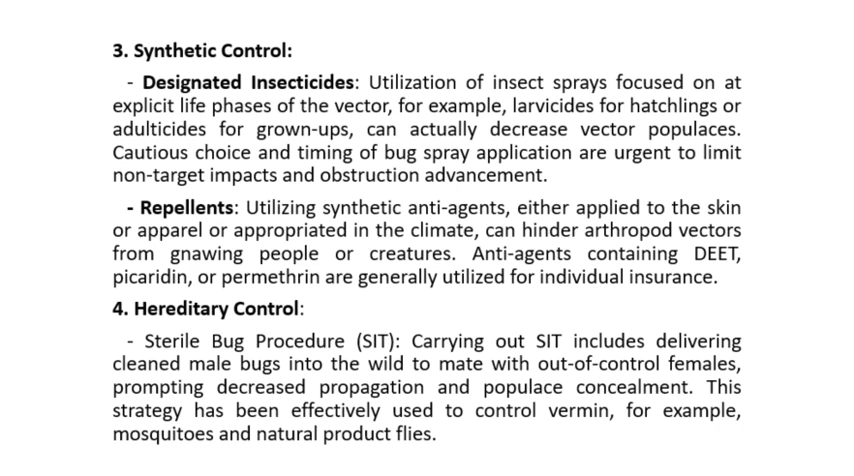 3. Synthetic Control:
- Designated Insecticides: Utilization of insect sprays focused on at
explicit life phases of the vector, for example, larvicides for hatchlings or
adulticides for grown-ups, can actually decrease vector populaces.
Cautious choice and timing of bug spray application are urgent to limit
non-target impacts and obstruction advancement.
- Repellents: Utilizing synthetic anti-agents, either applied to the skin
or apparel or appropriated in the climate, can hinder arthropod vectors
from gnawing people or creatures. Anti-agents containing DEET,
picaridin, or permethrin are generally utilized for individual insurance.
4. Hereditary Control:
- Sterile Bug Procedure (SIT): Carrying out SIT includes delivering
cleaned male bugs into the wild to mate with out-of-control females,
prompting decreased propagation and populace concealment. This
strategy has been effectively used to control vermin, for example,
mosquitoes and natural product flies.